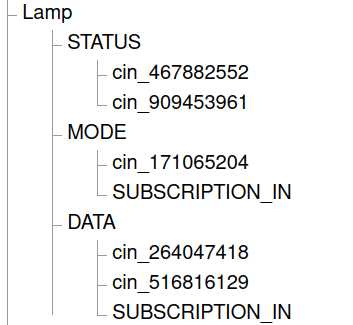 Lamp
STATUS
cin_467882552
cin_909453961
MODE
cin_171065204
SUBSCRIPTION_IN
DATA
cin_264047418
cin_516816129
SUBSCRIPTION_IN